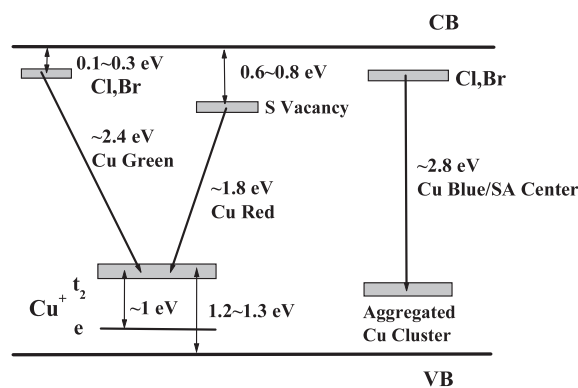 CB
0.1~0.3 eV
Cl,Br
0.6~0.8 eV
S Vacancy
Cl,Br
~2.4 eV
Cu Green
~1.8 eV
Cu Red
~2.8 eV
Cu Blue/SA Center
Cu+ t2
e
~1 eV
1.2~1.3 eV
Aggregated
Cu Cluster
VB